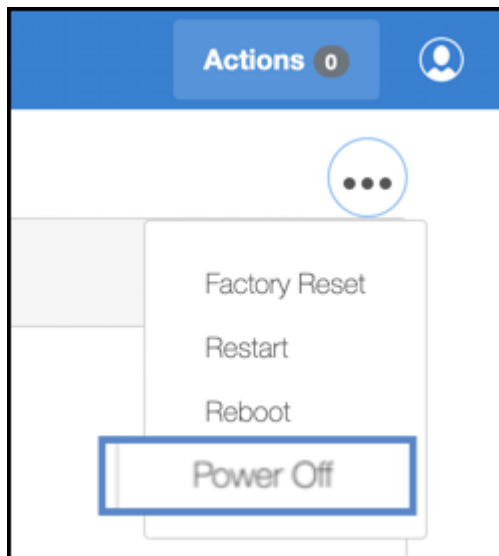 Actions 0
Factory Reset
Restart
Reboot
Power Off